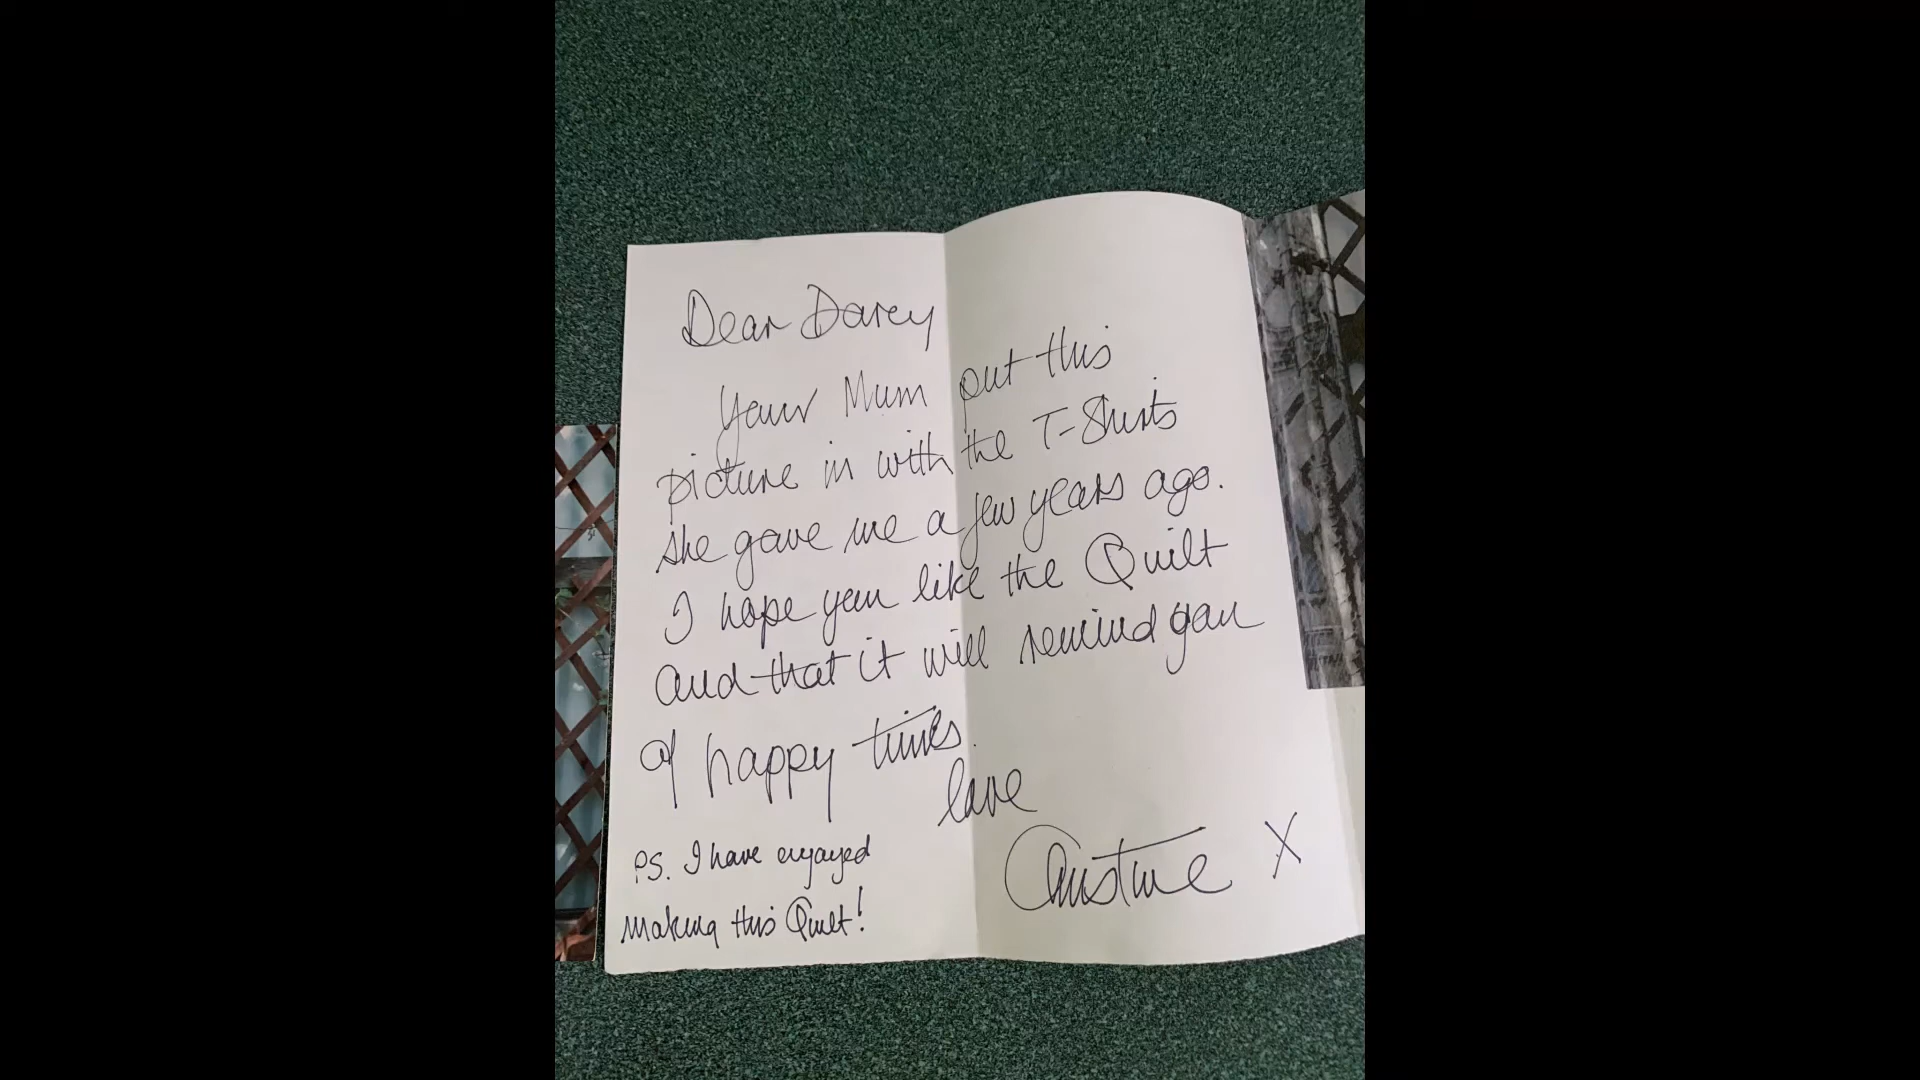 Dear Darcy
Your Mum put this
picture in with the T-Shirts
she gave me a few years ago.
I hope you like the Quilt
and that it will remind you
of happy times.
love
Christine X
PS. I have enjoyed
making this Quilt!